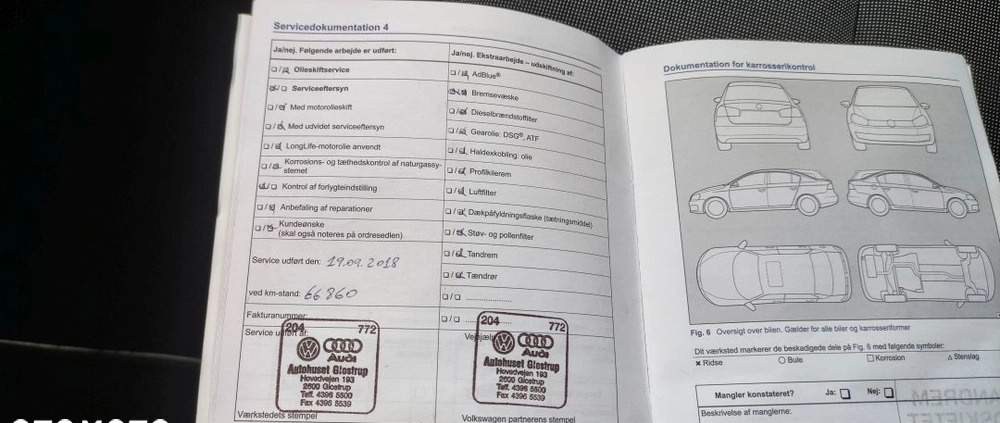 Servicedokumentation 4
Ja/nej. Følgende arbejde er udført:
☐/☒ Olieskiftservice
☒/☐ Serviceeftersyn
☐/☒ Med motorolieskift
☐/☒ Med udvidet serviceeftersyn
☐/☒ LongLife-motorolie anvendt
☐/☒ Korrosions- og tæthedskontrol af naturgassy-
stemet
☒/☐ Kontrol af forlygteindstilling
☐/☒ Anbefaling af reparationer
☐/☒ Kundeønske
(skal også noteres på ordresedlen)
Service udført den: 19.09.2018
ved km-stand: 66860
Fakturanummer:
Service udført af:
204 772
Audi
Autohuset Glostrup
Hovedvejen 193
2600 Glostrup
Telf. 4396 5500
Fax 4396 5539
Værkstedets stempel
Ja/nej. Ekstraarbejde – udskiftning af:
☐/☒ AdBlue®
☒/☐ Bremsevæske
☐/☒ Dieselbrændstoffilter
☐/☒ Gearolie: DSG®, ATF
☐/☒ Haldexkobling: olie
☐/☒ Profilkilerem
☐/☒ Luftfilter
☐/☒ Dækpåfyldningsflaske (tætningsmiddel)
☐/☒ Støv- og pollenfilter
☐/☒ Tandrem
☐/☒ Tændrør
☐/☐ ....................
☐/☐ ....................
204 772
Audi
Autohuset Glostrup
Hovedvejen 193
2600 Glostrup
Telf. 4396 5500
Fax 4396 5539
Volkswagen partnerens stempel
Dokumentation for karrosserikontrol
Fig. 6 Oversigt over bilen. Gælder for alle biler og karrosseriformer
Dit værksted markerer de beskadigede dele på Fig. 6 med følgende symboler:
× Ridse ○ Bule ☐ Korrosion △ Stenslag
Mangler konstateret? Ja: ☐ Nej: ☐
Beskrivelse af manglerne: